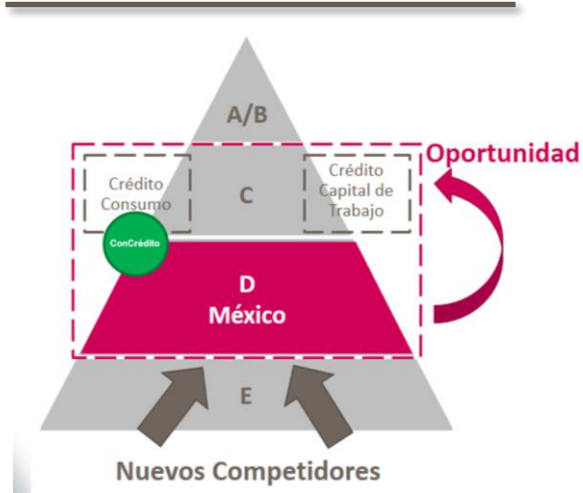 A/B
Oportunidad
Crédito
Consumo
C
Crédito
Capital de
Trabajo
ConCrédito
D
México
E
Nuevos Competidores